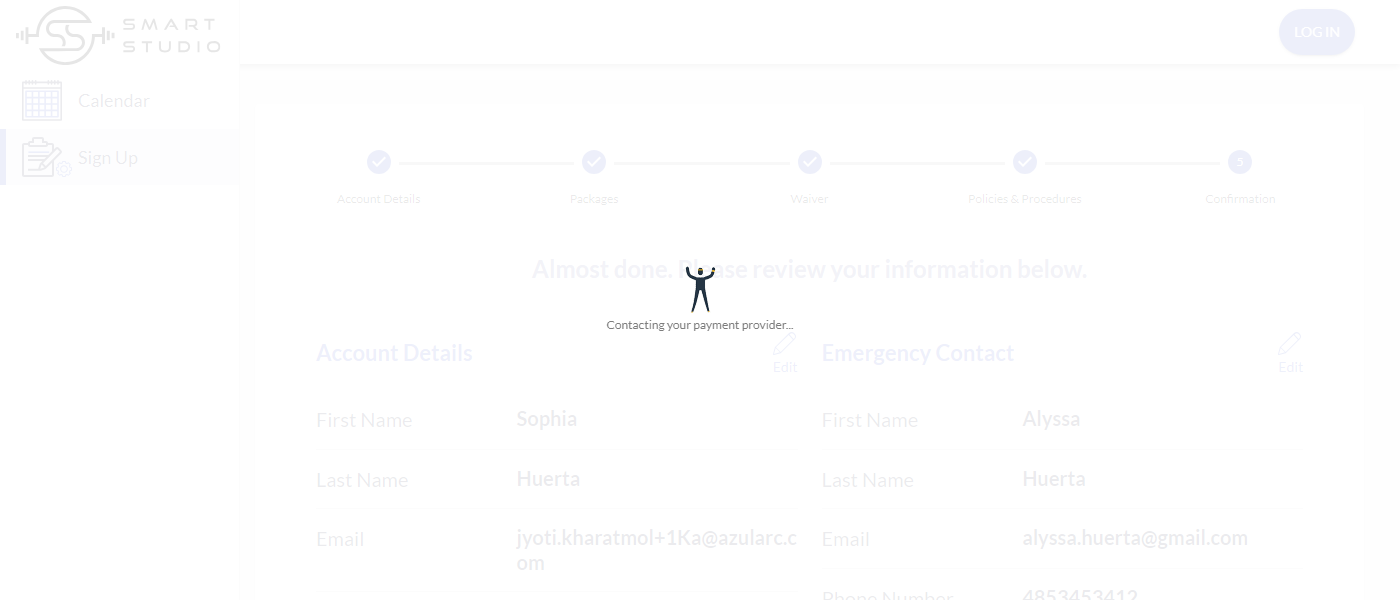 SMART
STUDIO
LOG IN
Calendar
Sign Up
5
Account Details
Packages
Waiver
Policies & Procedures
Confirmation
Almost done. Please review your information below.
Contacting your payment provider...
Account Details
Edit
Emergency Contact
Edit
First Name
Sophia
First Name
Alyssa
Last Name
Huerta
Last Name
Huerta
Email
jyoti.kharatmol+1Ka@azularc.c
om
Email
alyssa.huerta@gmail.com
Phone Number
4853453412